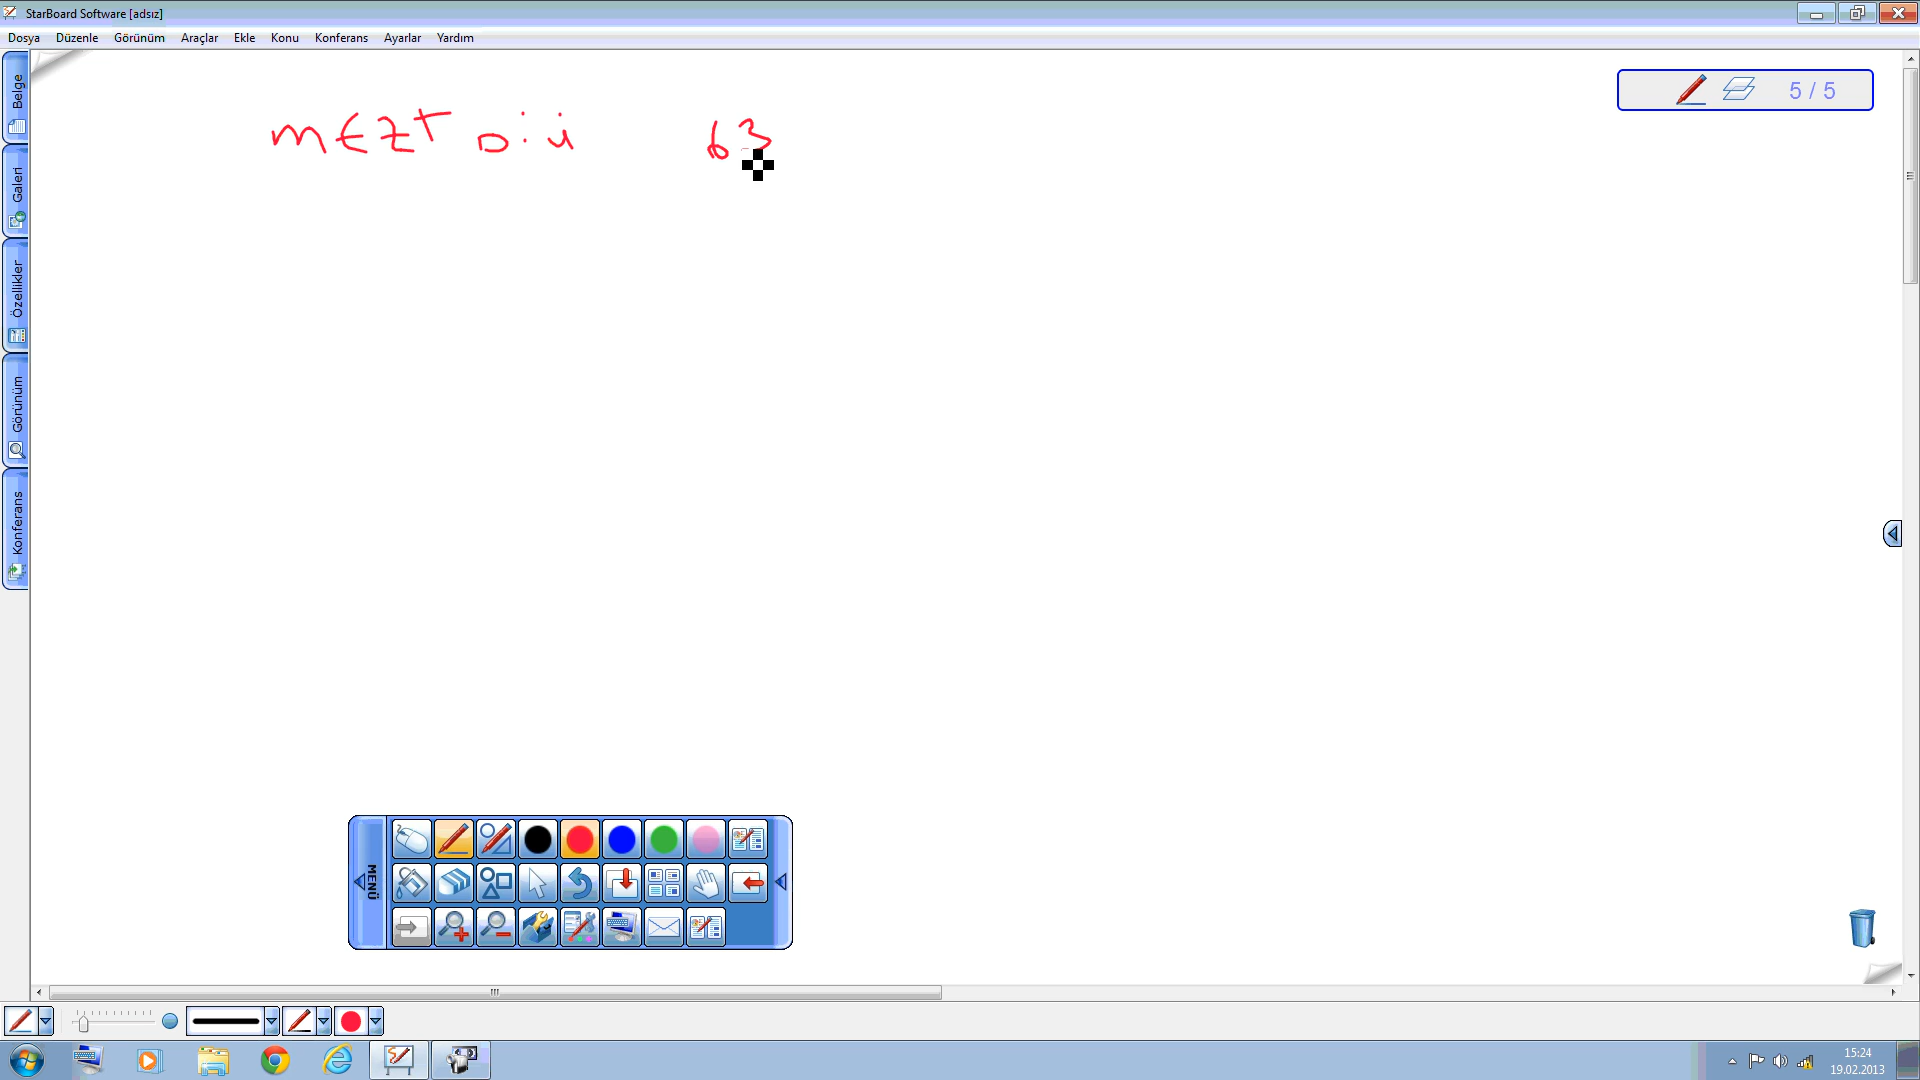 StarBoard Software [adsız]
Dosya Düzenle Görünüm Araçlar Ekle Konu Konferans Ayarlar Yardım
Belge
Galeri
Özellikler
Görünüm
Konferans
5 / 5
m ∈ Z⁺ o : ü 63
MENÜ
15:24
19.02.2013